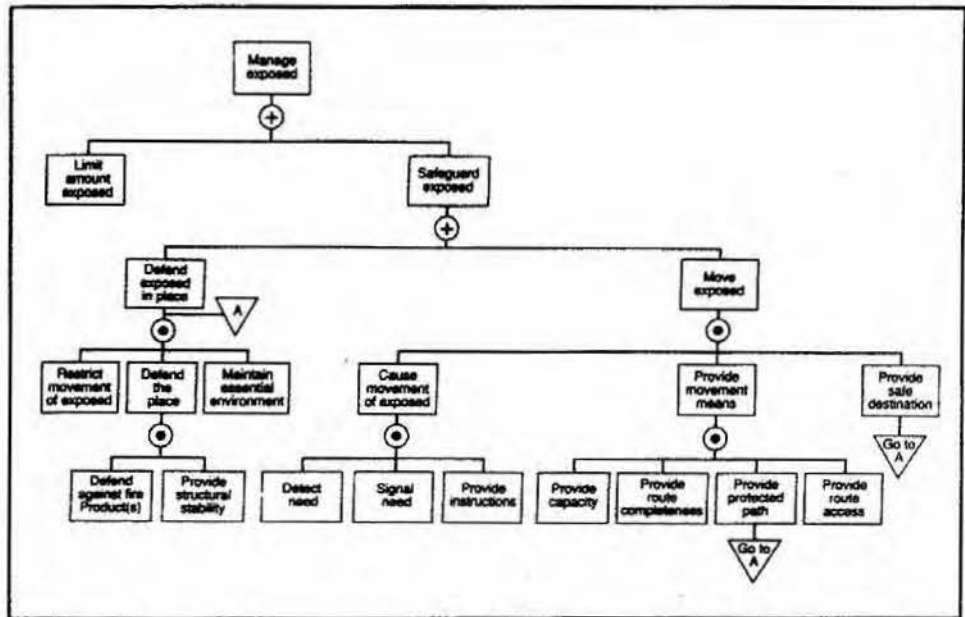 Manage
exposed
+
Limit
amount
exposed
Safeguard
exposed
+
Defend
exposed
in place
Move
exposed
A
Restrict
movement
of exposed
Defend
the
place
Maintain
essential
environment
Cause
movement
of exposed
Provide
movement
means
Provide
safe
destination
Go to
A
Defend
against fire
Product(s)
Provide
structural
stability
Detect
need
Signal
need
Provide
instructions
Provide
capacity
Provide
route
completeness
Provide
protected
path
Provide
route
access
Go to
A